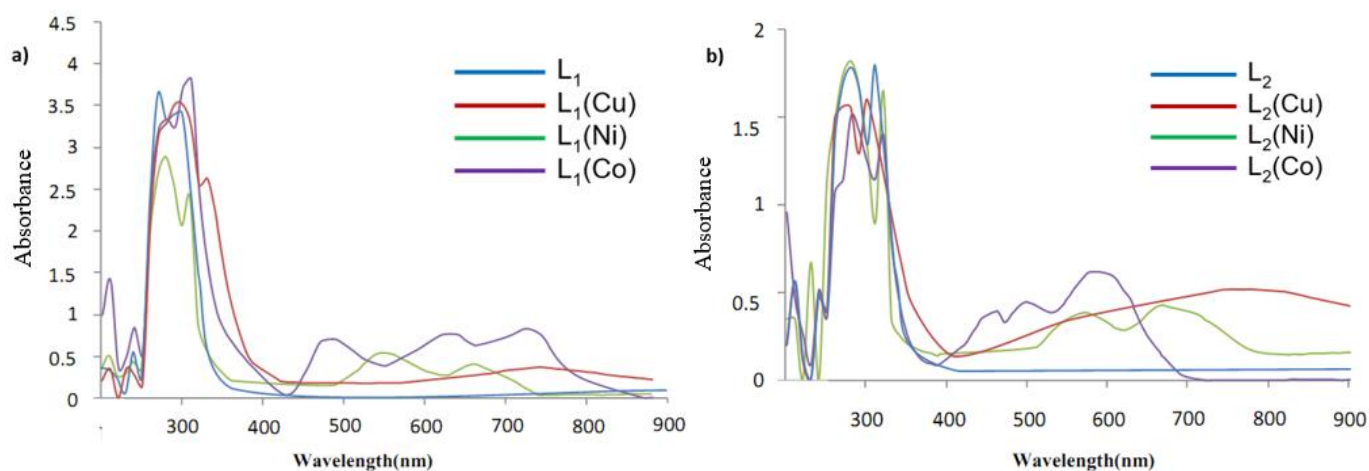 a)
L₁
L₁(Cu)
L₁(Ni)
L₁(Co)
Absorbance
4
3.5
3
2.5
2
1.5
1
0.5
0
300 400 500 600 700 800 900
Wavelength(nm)
b)
L₂
L₂(Cu)
L₂(Ni)
L₂(Co)
Absorbance
2
1.5
1
0.5
0
300 400 500 600 700 800 900
Wavelength(nm)